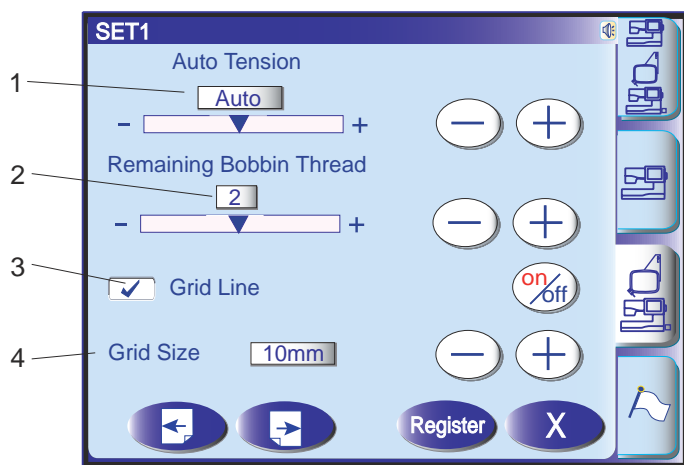 SET1
Auto Tension
1
Auto
- +
Remaining Bobbin Thread
2
2
- +
3
Grid Line
on/off
4
Grid Size 10mm
Register X